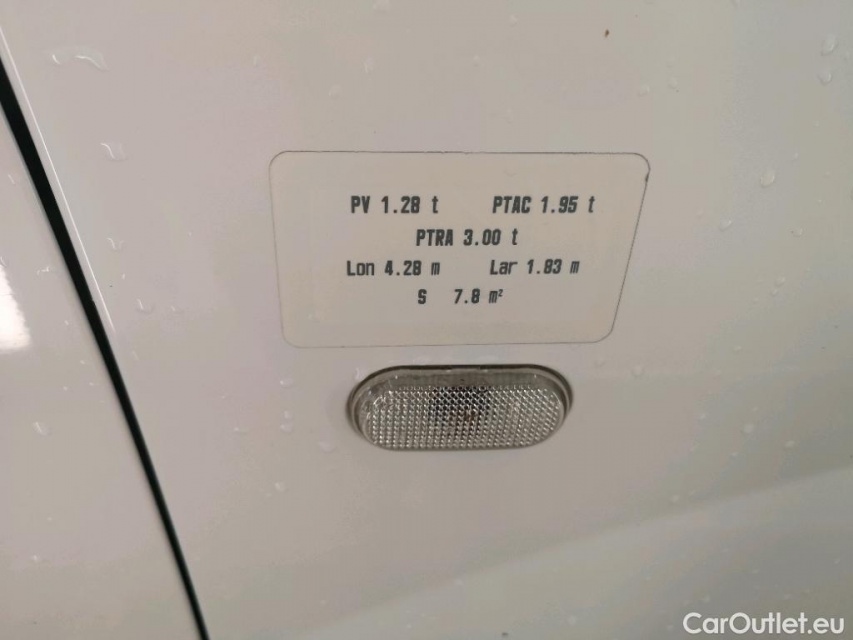 PV 1.28 t PTAC 1.95 t
PTRA 3.00 t
Lon 4.28 m Lar 1.83 m
S 7.8 m²
CarOutlet.eu